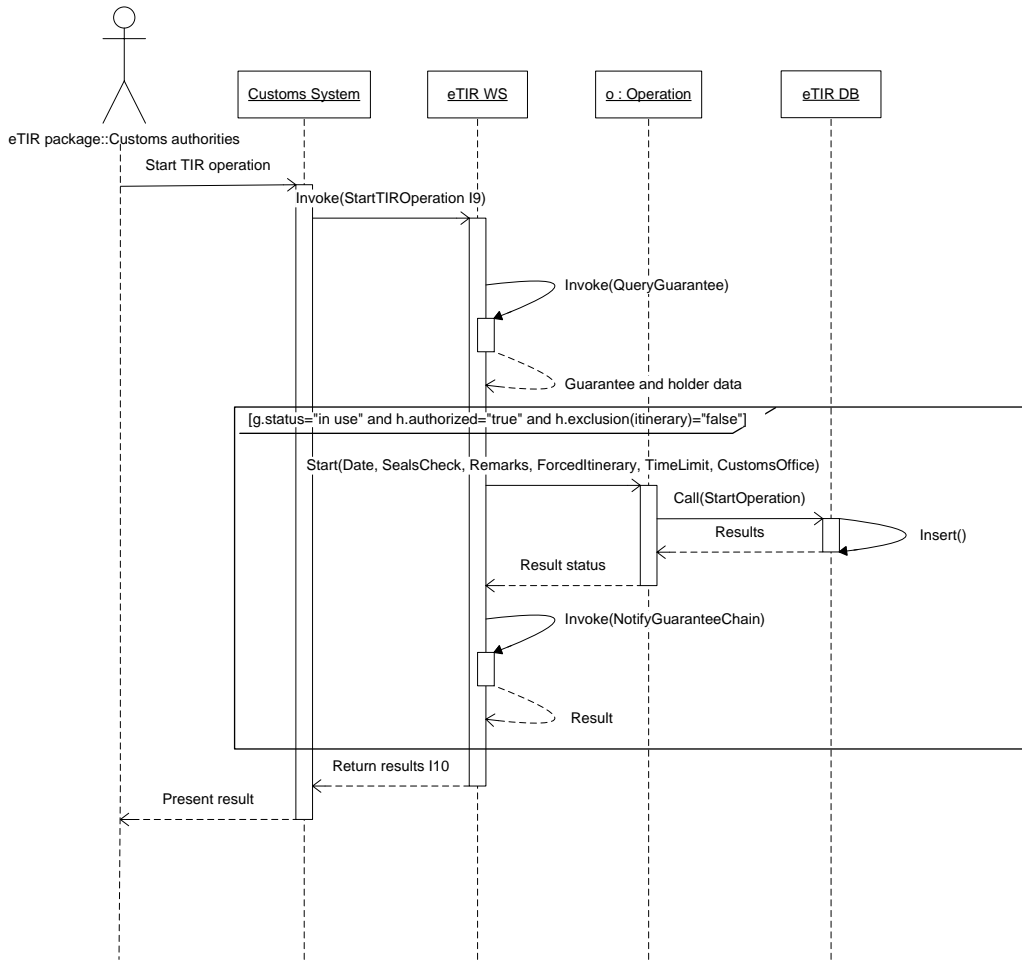 Customs System
eTIR WS
o : Operation
eTIR DB
eTIR package::Customs authorities
Start TIR operation
Invoke(StartTIROperation I9)
Invoke(QueryGuarantee)
Guarantee and holder data
[g.status="in use" and h.authorized="true" and h.exclusion(itinerary)="false"]
Start(Date, SealsCheck, Remarks, ForcedItinerary, TimeLimit, CustomsOffice)
Call(StartOperation)
Results
Insert()
Result status
Invoke(NotifyGuaranteeChain)
Result
Return results I10
Present result